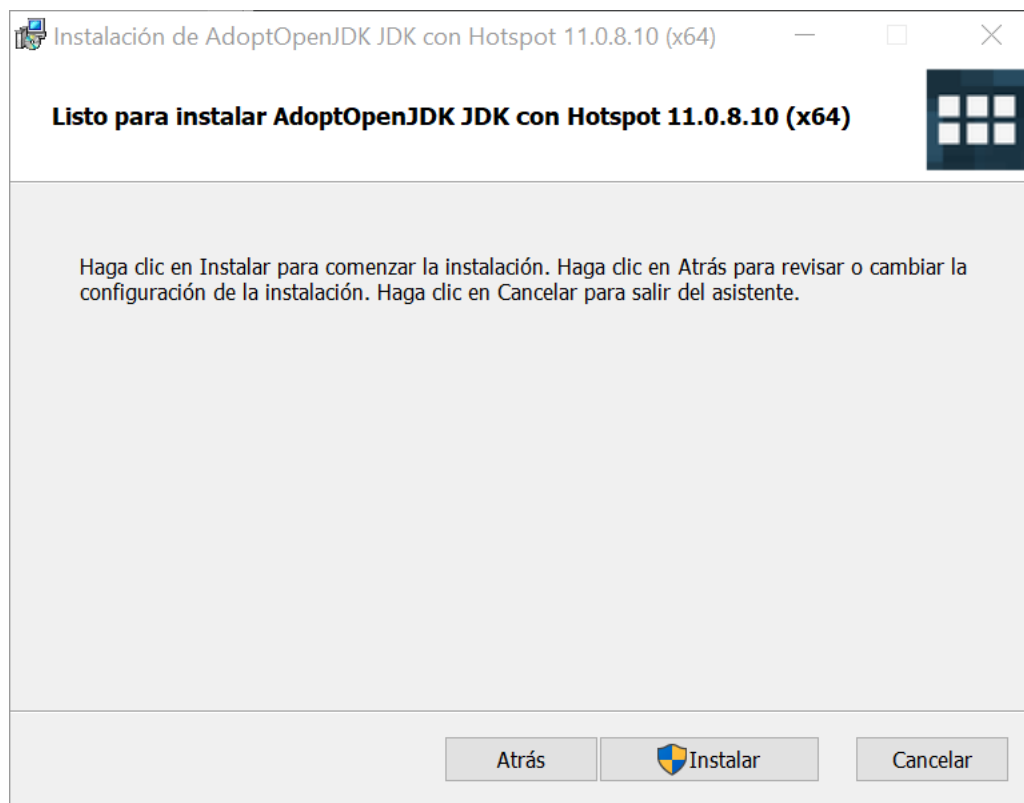 Instalación de AdoptOpenJDK JDK con Hotspot 11.0.8.10 (x64)
Listo para instalar AdoptOpenJDK JDK con Hotspot 11.0.8.10 (x64)
Haga clic en Instalar para comenzar la instalación. Haga clic en Atrás para revisar o cambiar la
configuración de la instalación. Haga clic en Cancelar para salir del asistente.
Atrás
Instalar
Cancelar